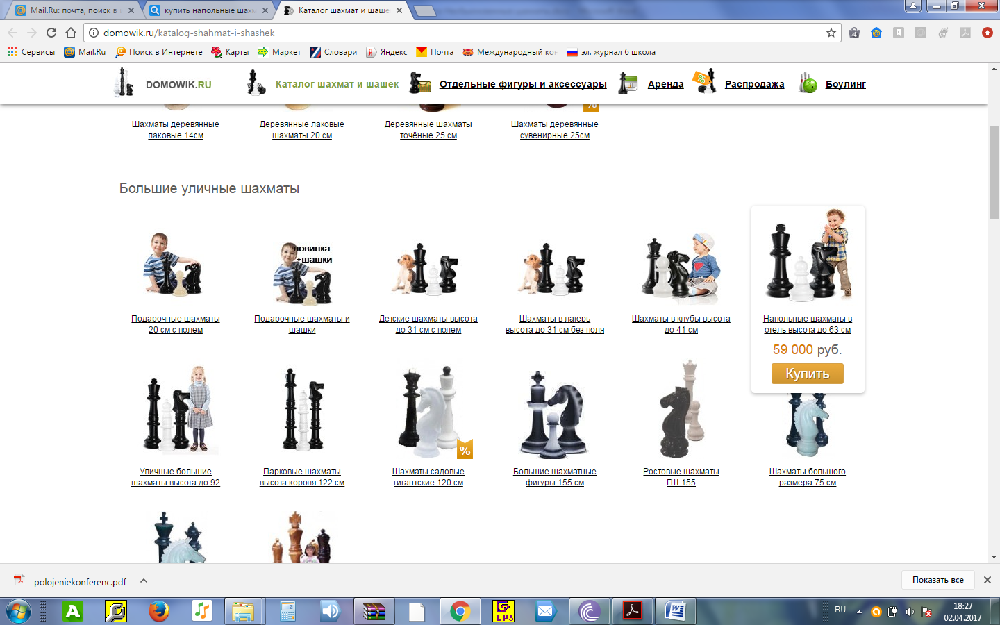 Mail.Ru: почта, поиск в
купить напольные шахм
Каталог шахмат и шаше
domowik.ru/katalog-shahmat-i-shashek
Сервисы
Mail.Ru
Поиск в Интернете
Карты
Маркет
Словари
Яндекс
Почта
Международный кон
эл. журнал 6 школа
DOMOWIK.RU
Каталог шахмат и шашек
Отдельные фигуры и аксессуары
Аренда
Распродажа
Боулинг
Шахматы деревянные
лаковые 14см
Деревянные лаковые
шахматы 20 см
Деревянные шахматы
точёные 25 см
Шахматы деревянные
сувенирные 25см
Большие уличные шахматы
новинка
+шашки
Подарочные шахматы
20 см с полем
Подарочные шахматы и
шашки
Детские шахматы высота
до 31 см с полем
Шахматы в лагерь
высота до 31 см без поля
Шахматы в клубы высота
до 41 см
Напольные шахматы в
отель высота до 63 см
59 000 руб.
Купить
%
Уличные большие
шахматы высота до 92
Парковые шахматы
высота короля 122 см
Шахматы садовые
гигантские 120 см
Большие шахматные
фигуры 155 см
Ростовые шахматы
ГШ-155
Шахматы большого
размера 75 см
polojeniekonferenc.pdf
Показать все
LP5
RU
18:27
02.04.2017